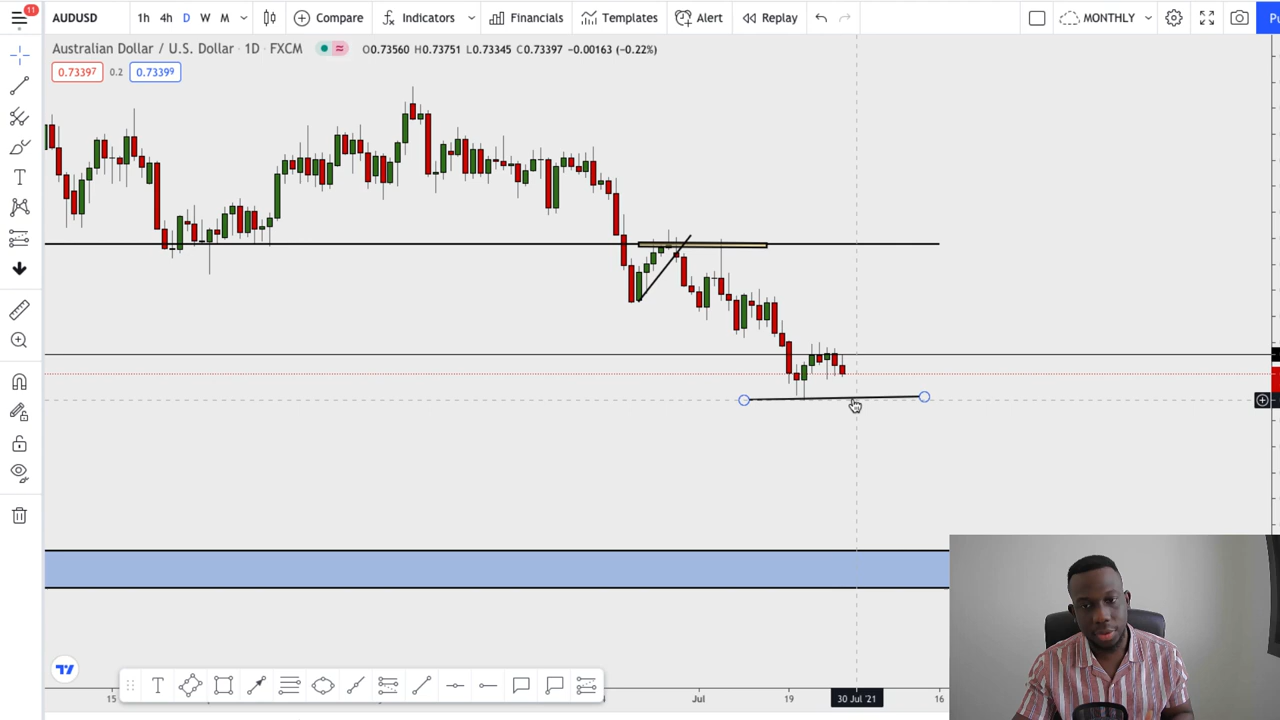 11
AUDUSD 1h 4h D W M Compare Indicators Financials Templates Alert Replay MONTHLY
Australian Dollar / U.S. Dollar · 1D · FXCM ≈ O0.73560 H0.73751 L0.73345 C0.73397 −0.00163 (−0.22%)
0.73397 0.2 0.73399
T
T
15 Jul 19 30 Jul '21 16